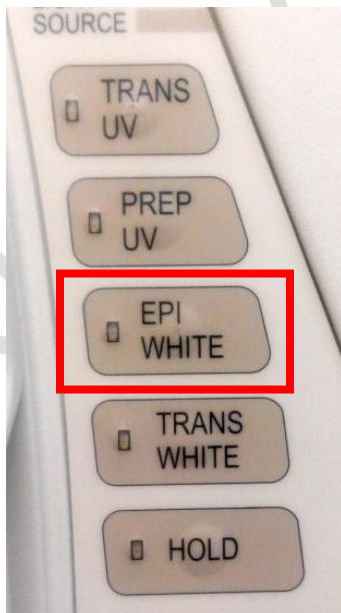 SOURCE
TRANS
UV
PREP
UV
EPI
WHITE
TRANS
WHITE
HOLD